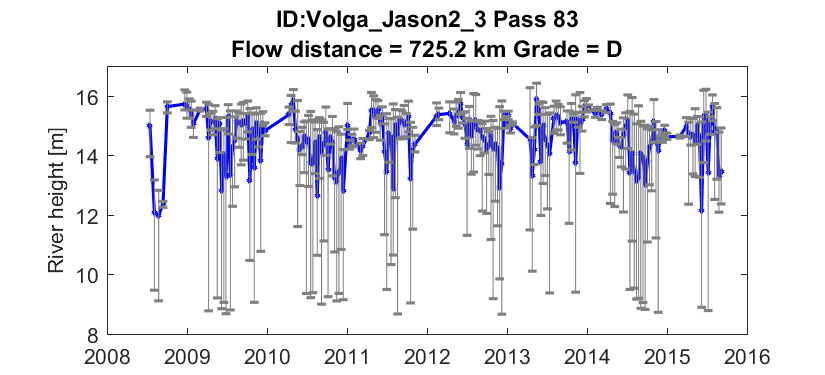 ID:Volga_Jason2_3 Pass 83
Flow distance = 725.2 km Grade = D
River height [m]
16
14
12
10
8
2008 2009 2010 2011 2012 2013 2014 2015 2016